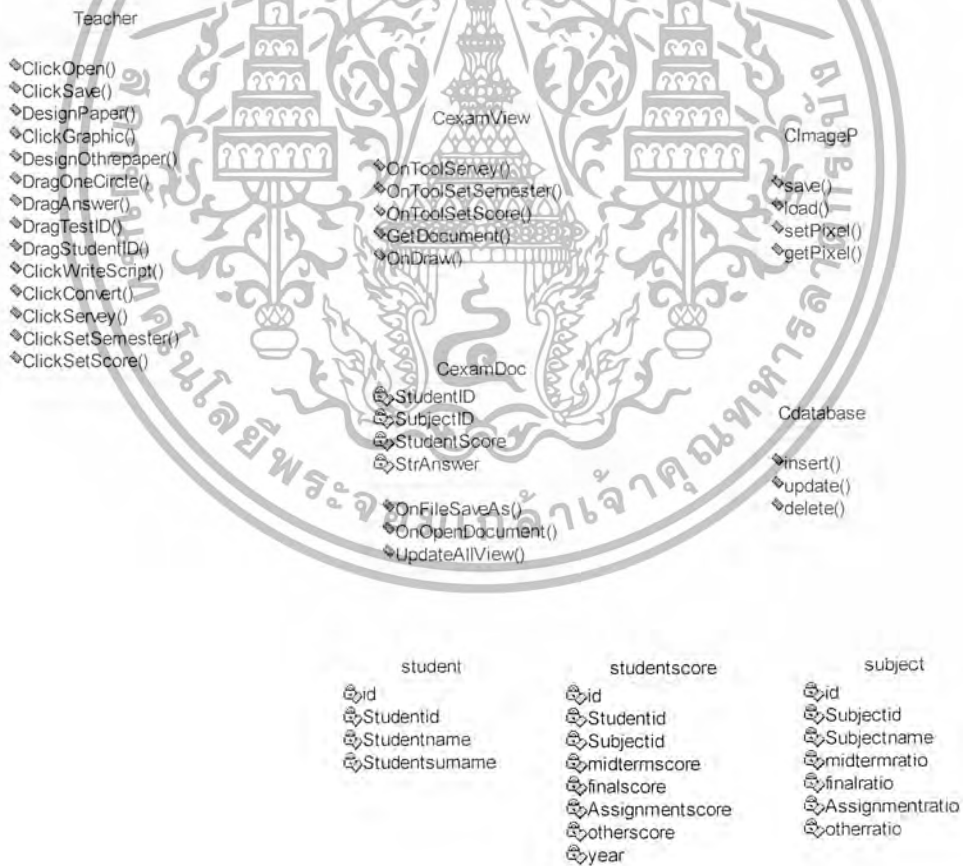 Teacher
ClickOpen()
ClickSave()
DesignPaper()
ClickGraphic()
DesignOthrepaper()
DragOneCircle()
DragAnswer()
DragTestID()
DragStudentID()
ClickWriteScript()
ClickConvert()
ClickServey()
ClickSetSemester()
ClickSetScore()
CexamView
OnToolServey()
OnToolSetSemester()
OnToolSetScore()
GetDocument()
OnDraw()
CImageP
save()
load()
setPixel()
getPixel()
CexamDoc
StudentID
SubjectID
StudentScore
StrAnswer
OnFileSaveAs()
OnOpenDocument()
UpdateAllView()
Cdatabase
insert()
update()
delete()
student
id
Studentid
Studentname
Studentsurname
studentscore
id
Studentid
Subjectid
midtermscore
finalscore
Assignmentscore
otherscore
year
subject
id
Subjectid
Subjectname
midtermratio
finalratio
Assignmentratio
otherratio